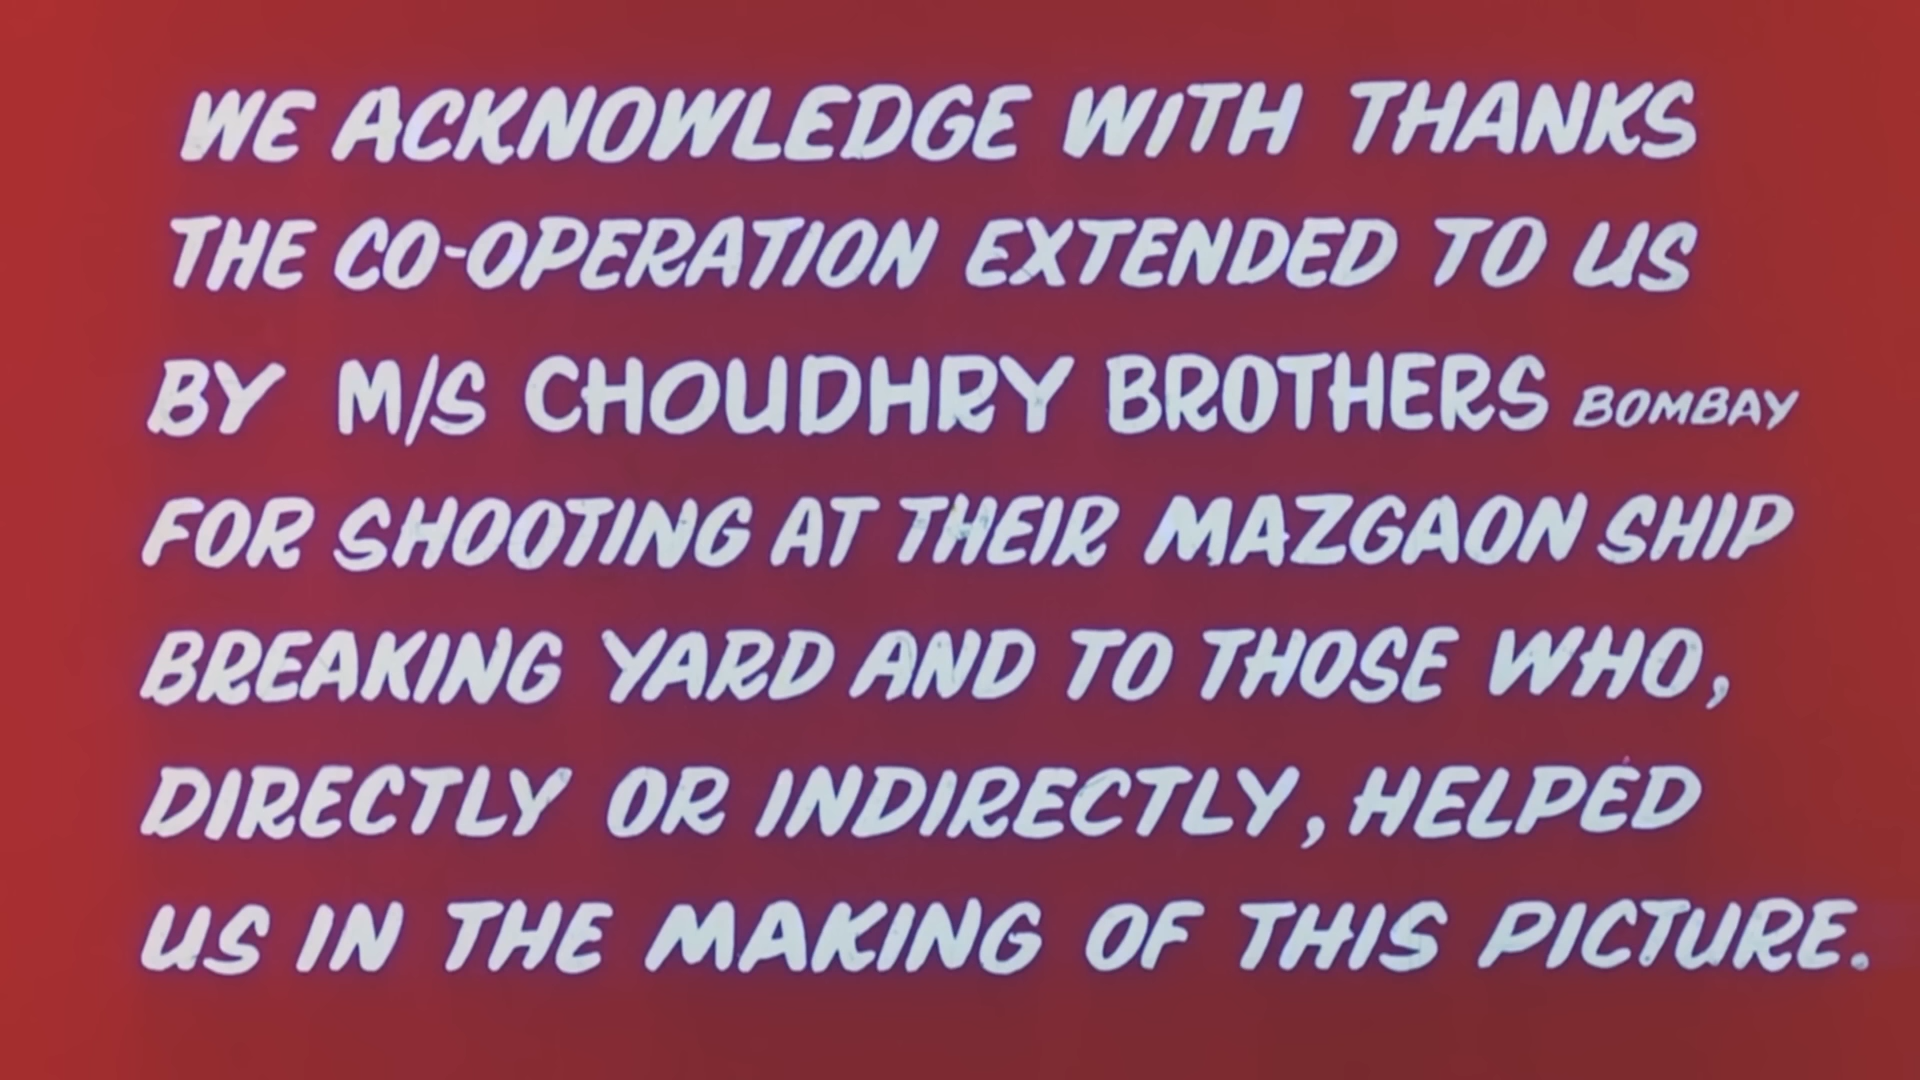 WE ACKNOWLEDGE WITH THANKS
THE CO-OPERATION EXTENDED TO US
BY M/S CHOUDHRY BROTHERS BOMBAY
FOR SHOOTING AT THEIR MAZGAON SHIP
BREAKING YARD AND TO THOSE WHO,
DIRECTLY OR INDIRECTLY, HELPED
US IN THE MAKING OF THIS PICTURE.